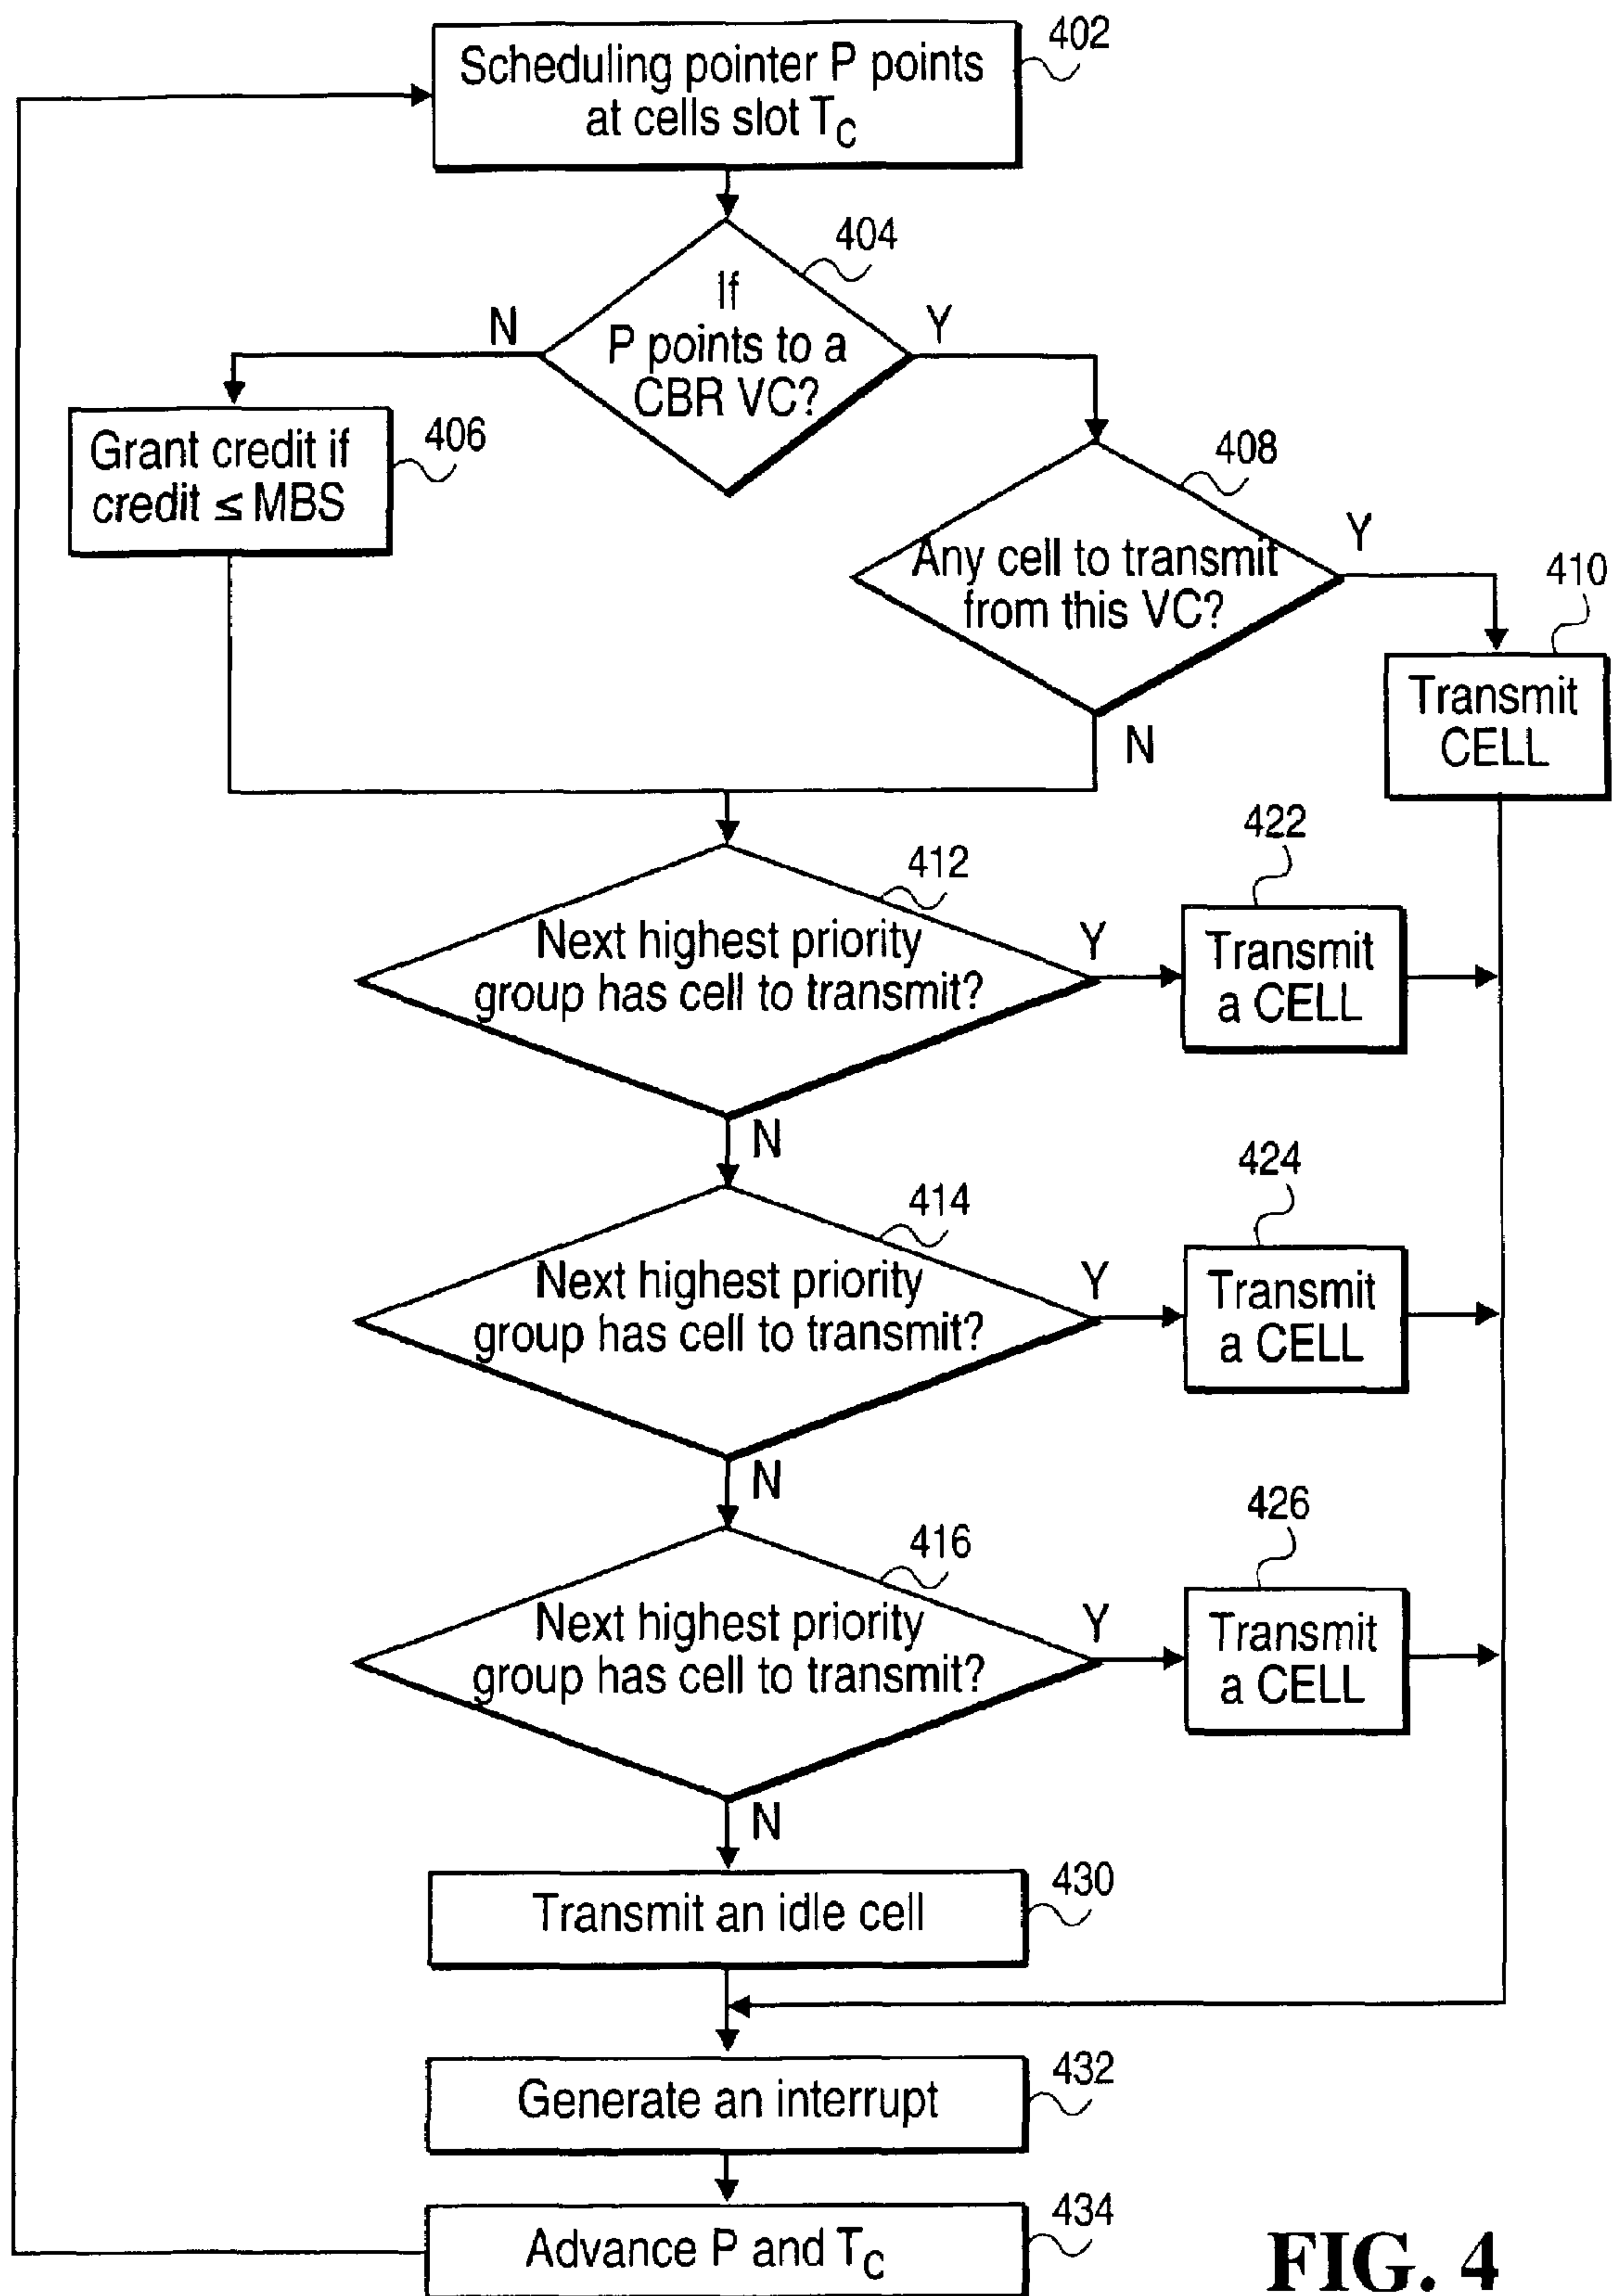 402
Scheduling pointer P points
at cells slot TC
404
If
P points to a
CBR VC?
N
Y
406
Grant credit if
credit ≤ MBS
408
Any cell to transmit
from this VC?
Y
N
410
Transmit
CELL
412
Next highest priority
group has cell to transmit?
Y
N
422
Transmit
a CELL
414
Next highest priority
group has cell to transmit?
Y
N
424
Transmit
a CELL
416
Next highest priority
group has cell to transmit?
Y
N
426
Transmit
a CELL
430
Transmit an idle cell
432
Generate an interrupt
434
Advance P and TC
FIG. 4